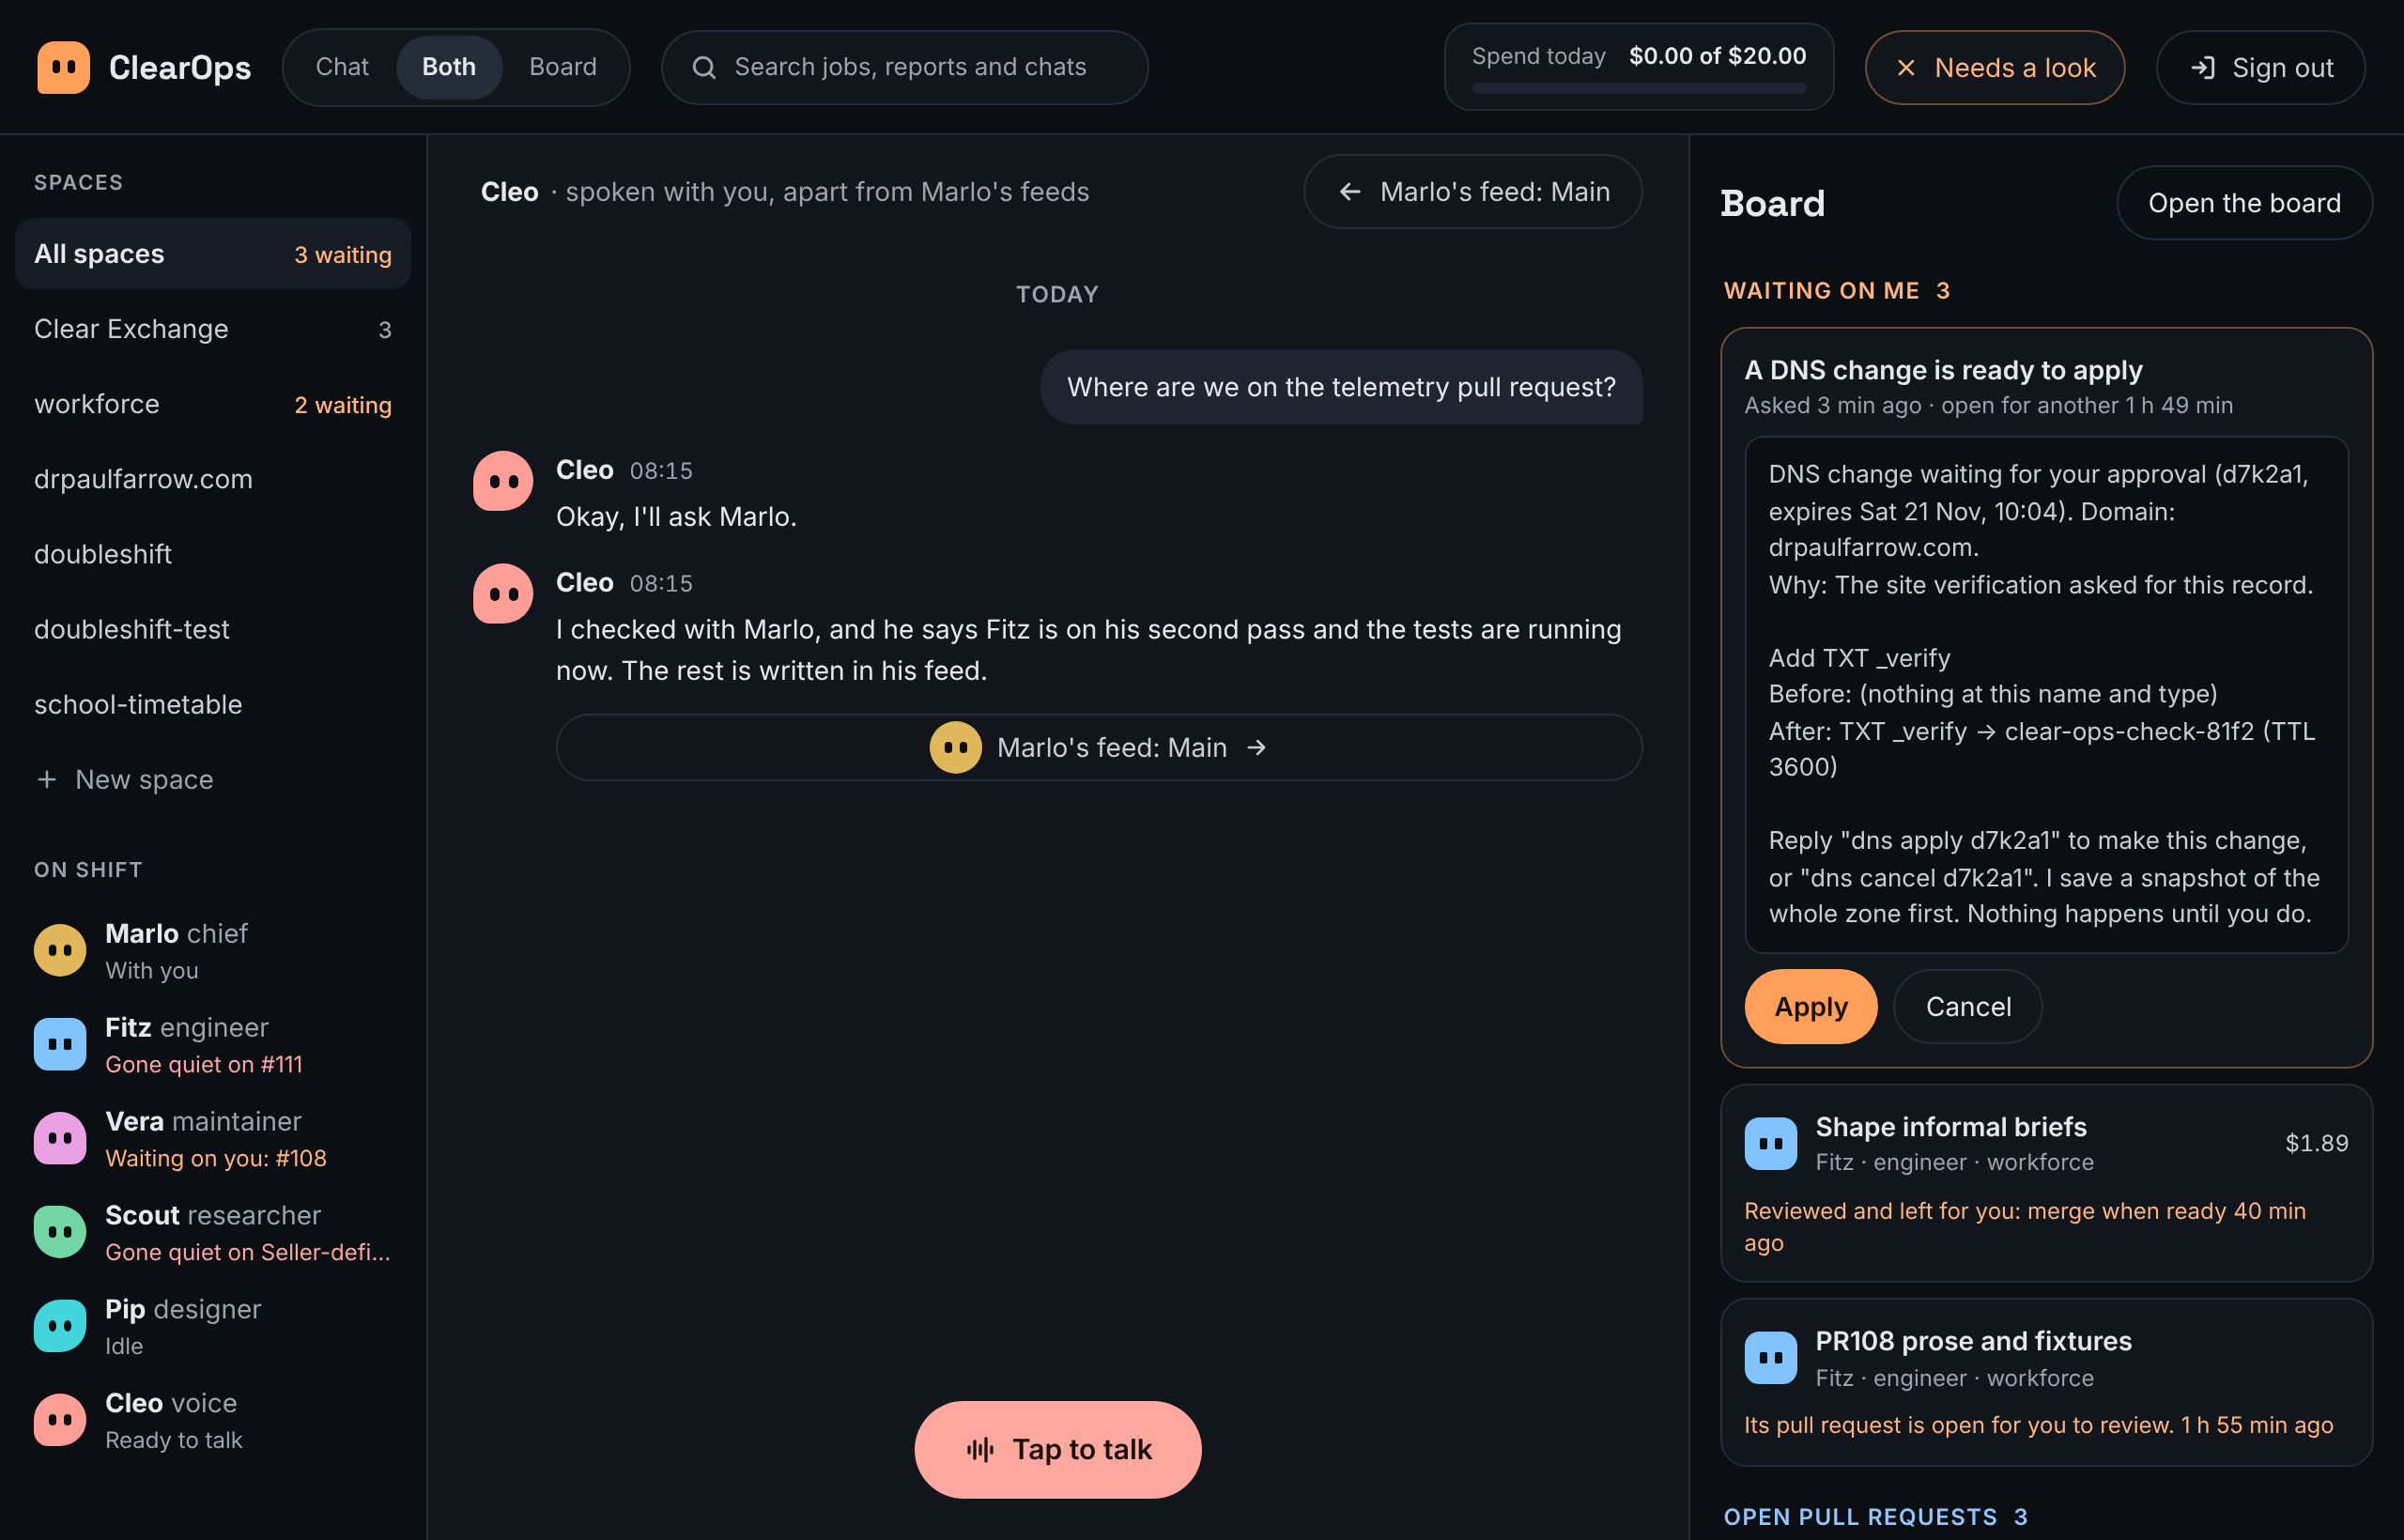 ClearOps
Chat
Both
Board
Search jobs, reports and chats
Spend today $0.00 of $20.00
Needs a look
Sign out
SPACES
All spaces 3 waiting
Clear Exchange 3
workforce 2 waiting
drpaulfarrow.com
doubleshift
doubleshift-test
school-timetable
+ New space
ON SHIFT
Marlo chief
With you
Fitz engineer
Gone quiet on #111
Vera maintainer
Waiting on you: #108
Scout researcher
Gone quiet on Seller-defi...
Pip designer
Idle
Cleo voice
Ready to talk
Cleo · spoken with you, apart from Marlo's feeds
← Marlo's feed: Main
TODAY
Where are we on the telemetry pull request?
Cleo 08:15
Okay, I'll ask Marlo.
Cleo 08:15
I checked with Marlo, and he says Fitz is on his second pass and the tests are running
now. The rest is written in his feed.
Marlo's feed: Main →
Tap to talk
Board
Open the board
WAITING ON ME 3
A DNS change is ready to apply
Asked 3 min ago · open for another 1 h 49 min
DNS change waiting for your approval (d7k2a1,
expires Sat 21 Nov, 10:04). Domain:
drpaulfarrow.com.
Why: The site verification asked for this record.
Add TXT _verify
Before: (nothing at this name and type)
After: TXT _verify → clear-ops-check-81f2 (TTL
3600)
Reply "dns apply d7k2a1" to make this change,
or "dns cancel d7k2a1". I save a snapshot of the
whole zone first. Nothing happens until you do.
Apply
Cancel
Shape informal briefs
Fitz · engineer · workforce
$1.89
Reviewed and left for you: merge when ready 40 min
ago
PR108 prose and fixtures
Fitz · engineer · workforce
Its pull request is open for you to review. 1 h 55 min ago
OPEN PULL REQUESTS 3